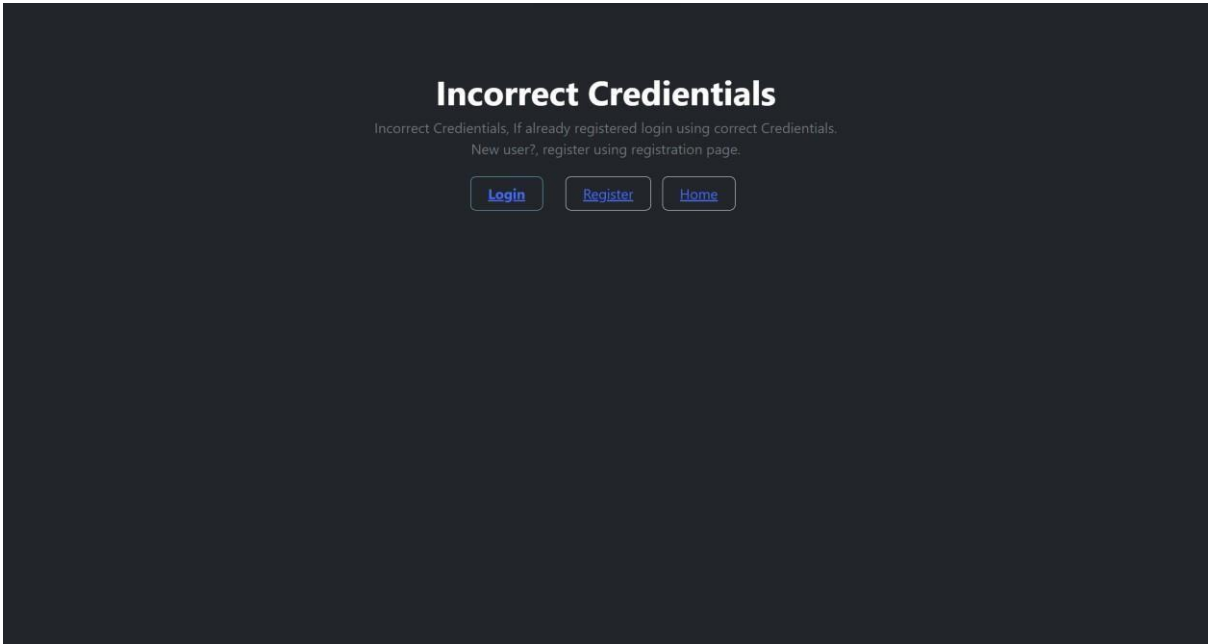 Incorrect Credientials
Incorrect Credientials, If already registered login using correct Credientials.
New user?, register using registration page.
Login Register Home